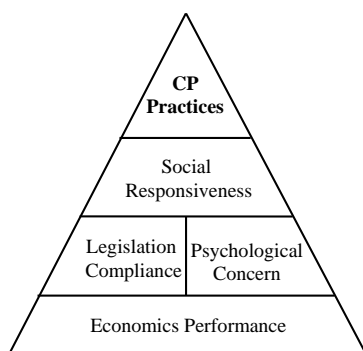 CP
Practices
Social
Responsiveness
Legislation
Compliance
Psychological
Concern
Economics Performance